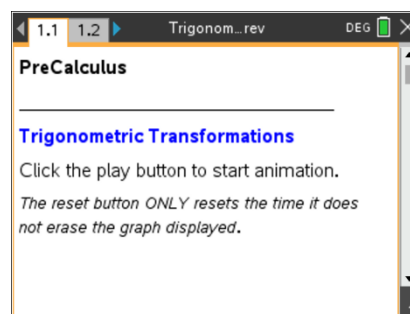 1.1 1.2 Trigonom...rev DEG
PreCalculus
Trigonometric Transformations
Click the play button to start animation.
The reset button ONLY resets the time it does
not erase the graph displayed.